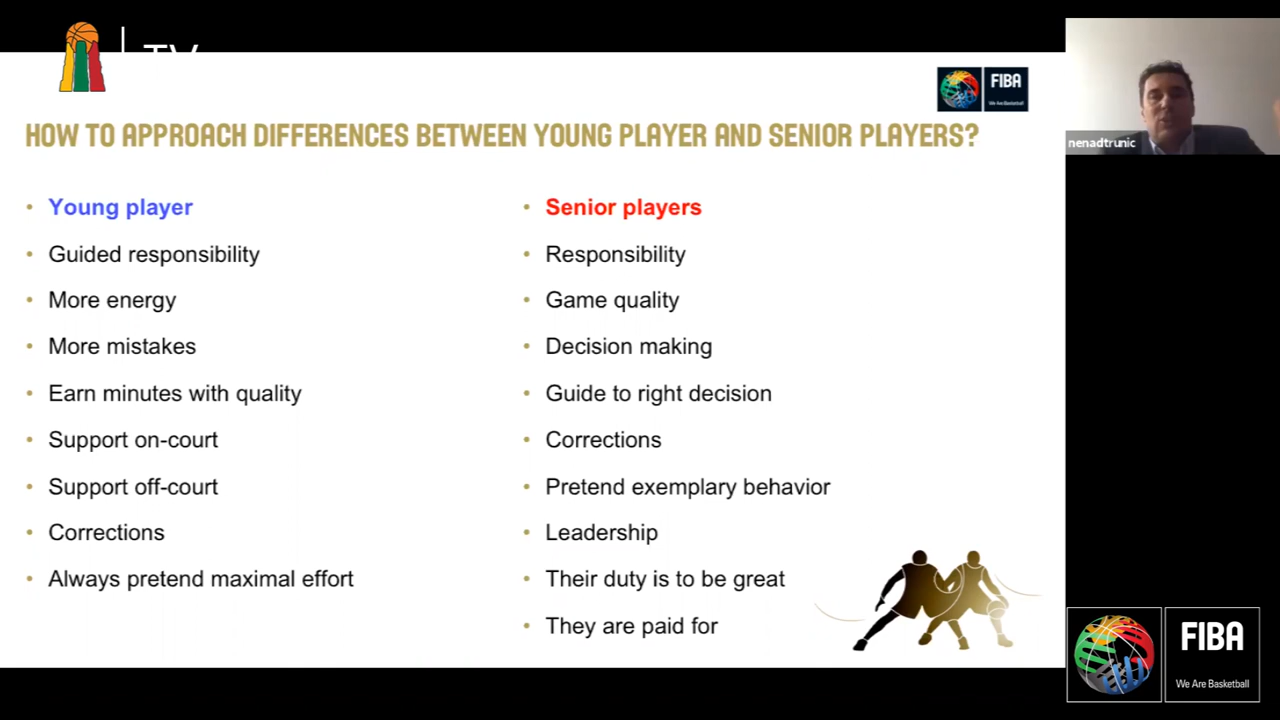 TV
FIBA
We Are Basketball
nenadtrunic
HOW TO APPROACH DIFFERENCES BETWEEN YOUNG PLAYER AND SENIOR PLAYERS?
• Young player
• Guided responsibility
• More energy
• More mistakes
• Earn minutes with quality
• Support on-court
• Support off-court
• Corrections
• Always pretend maximal effort
• Senior players
• Responsibility
• Game quality
• Decision making
• Guide to right decision
• Corrections
• Pretend exemplary behavior
• Leadership
• Their duty is to be great
• They are paid for
FIBA
We Are Basketball